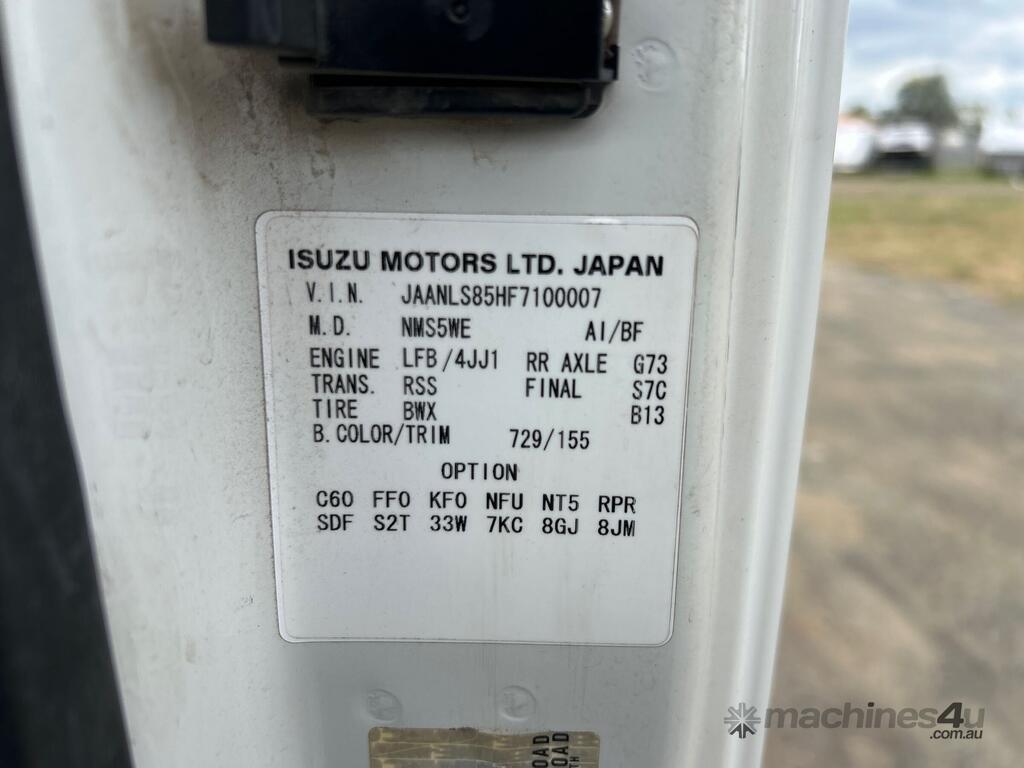 ISUZU MOTORS LTD. JAPAN
V.I.N. JAANLS85HF7100007
M.D. NMS5WE AI/BF
ENGINE LFB/4JJ1 RR AXLE G73
TRANS. RSS FINAL S7C
TIRE BWX B13
B.COLOR/TRIM 729/155
OPTION
C60 FF0 KF0 NFU NT5 RPR
SDF S2T 33W 7KC 8GJ 8JM
machines4u
.com.au